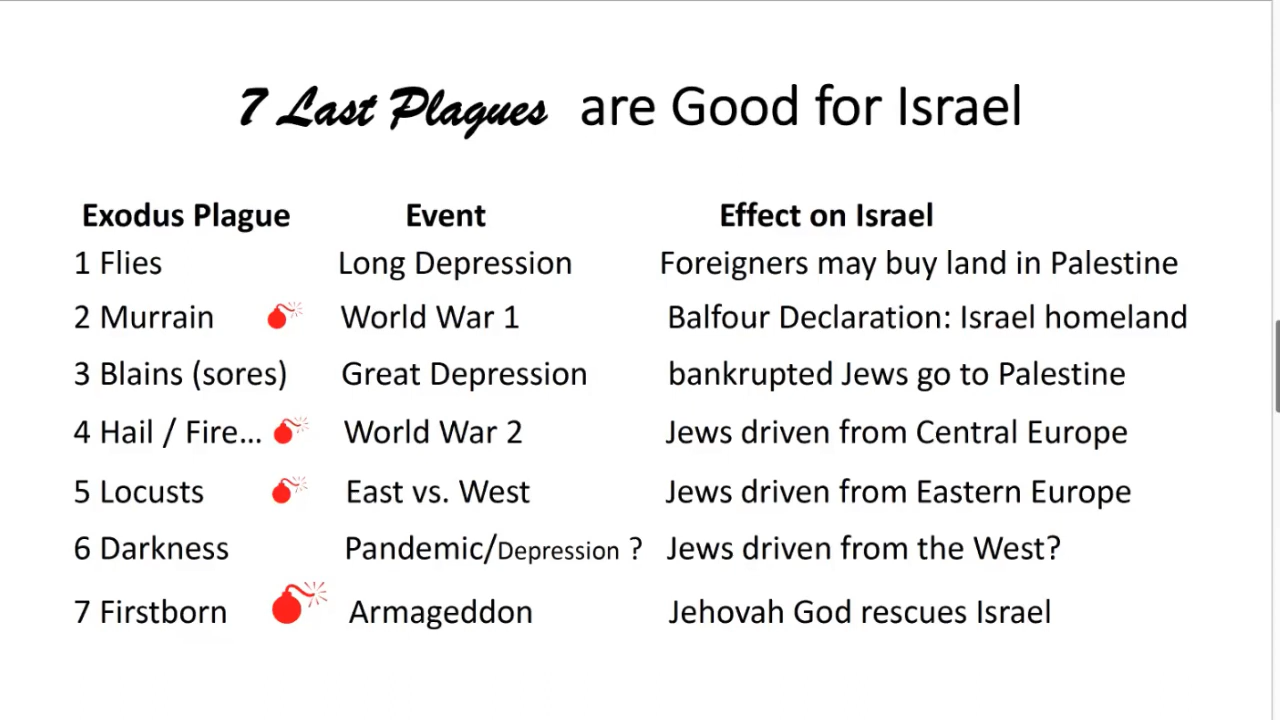 7 Last Plagues are Good for Israel
Exodus Plague Event Effect on Israel
1 Flies Long Depression Foreigners may buy land in Palestine
2 Murrain World War 1 Balfour Declaration: Israel homeland
3 Blains (sores) Great Depression bankrupted Jews go to Palestine
4 Hail / Fire... World War 2 Jews driven from Central Europe
5 Locusts East vs. West Jews driven from Eastern Europe
6 Darkness Pandemic/Depression ? Jews driven from the West?
7 Firstborn Armageddon Jehovah God rescues Israel